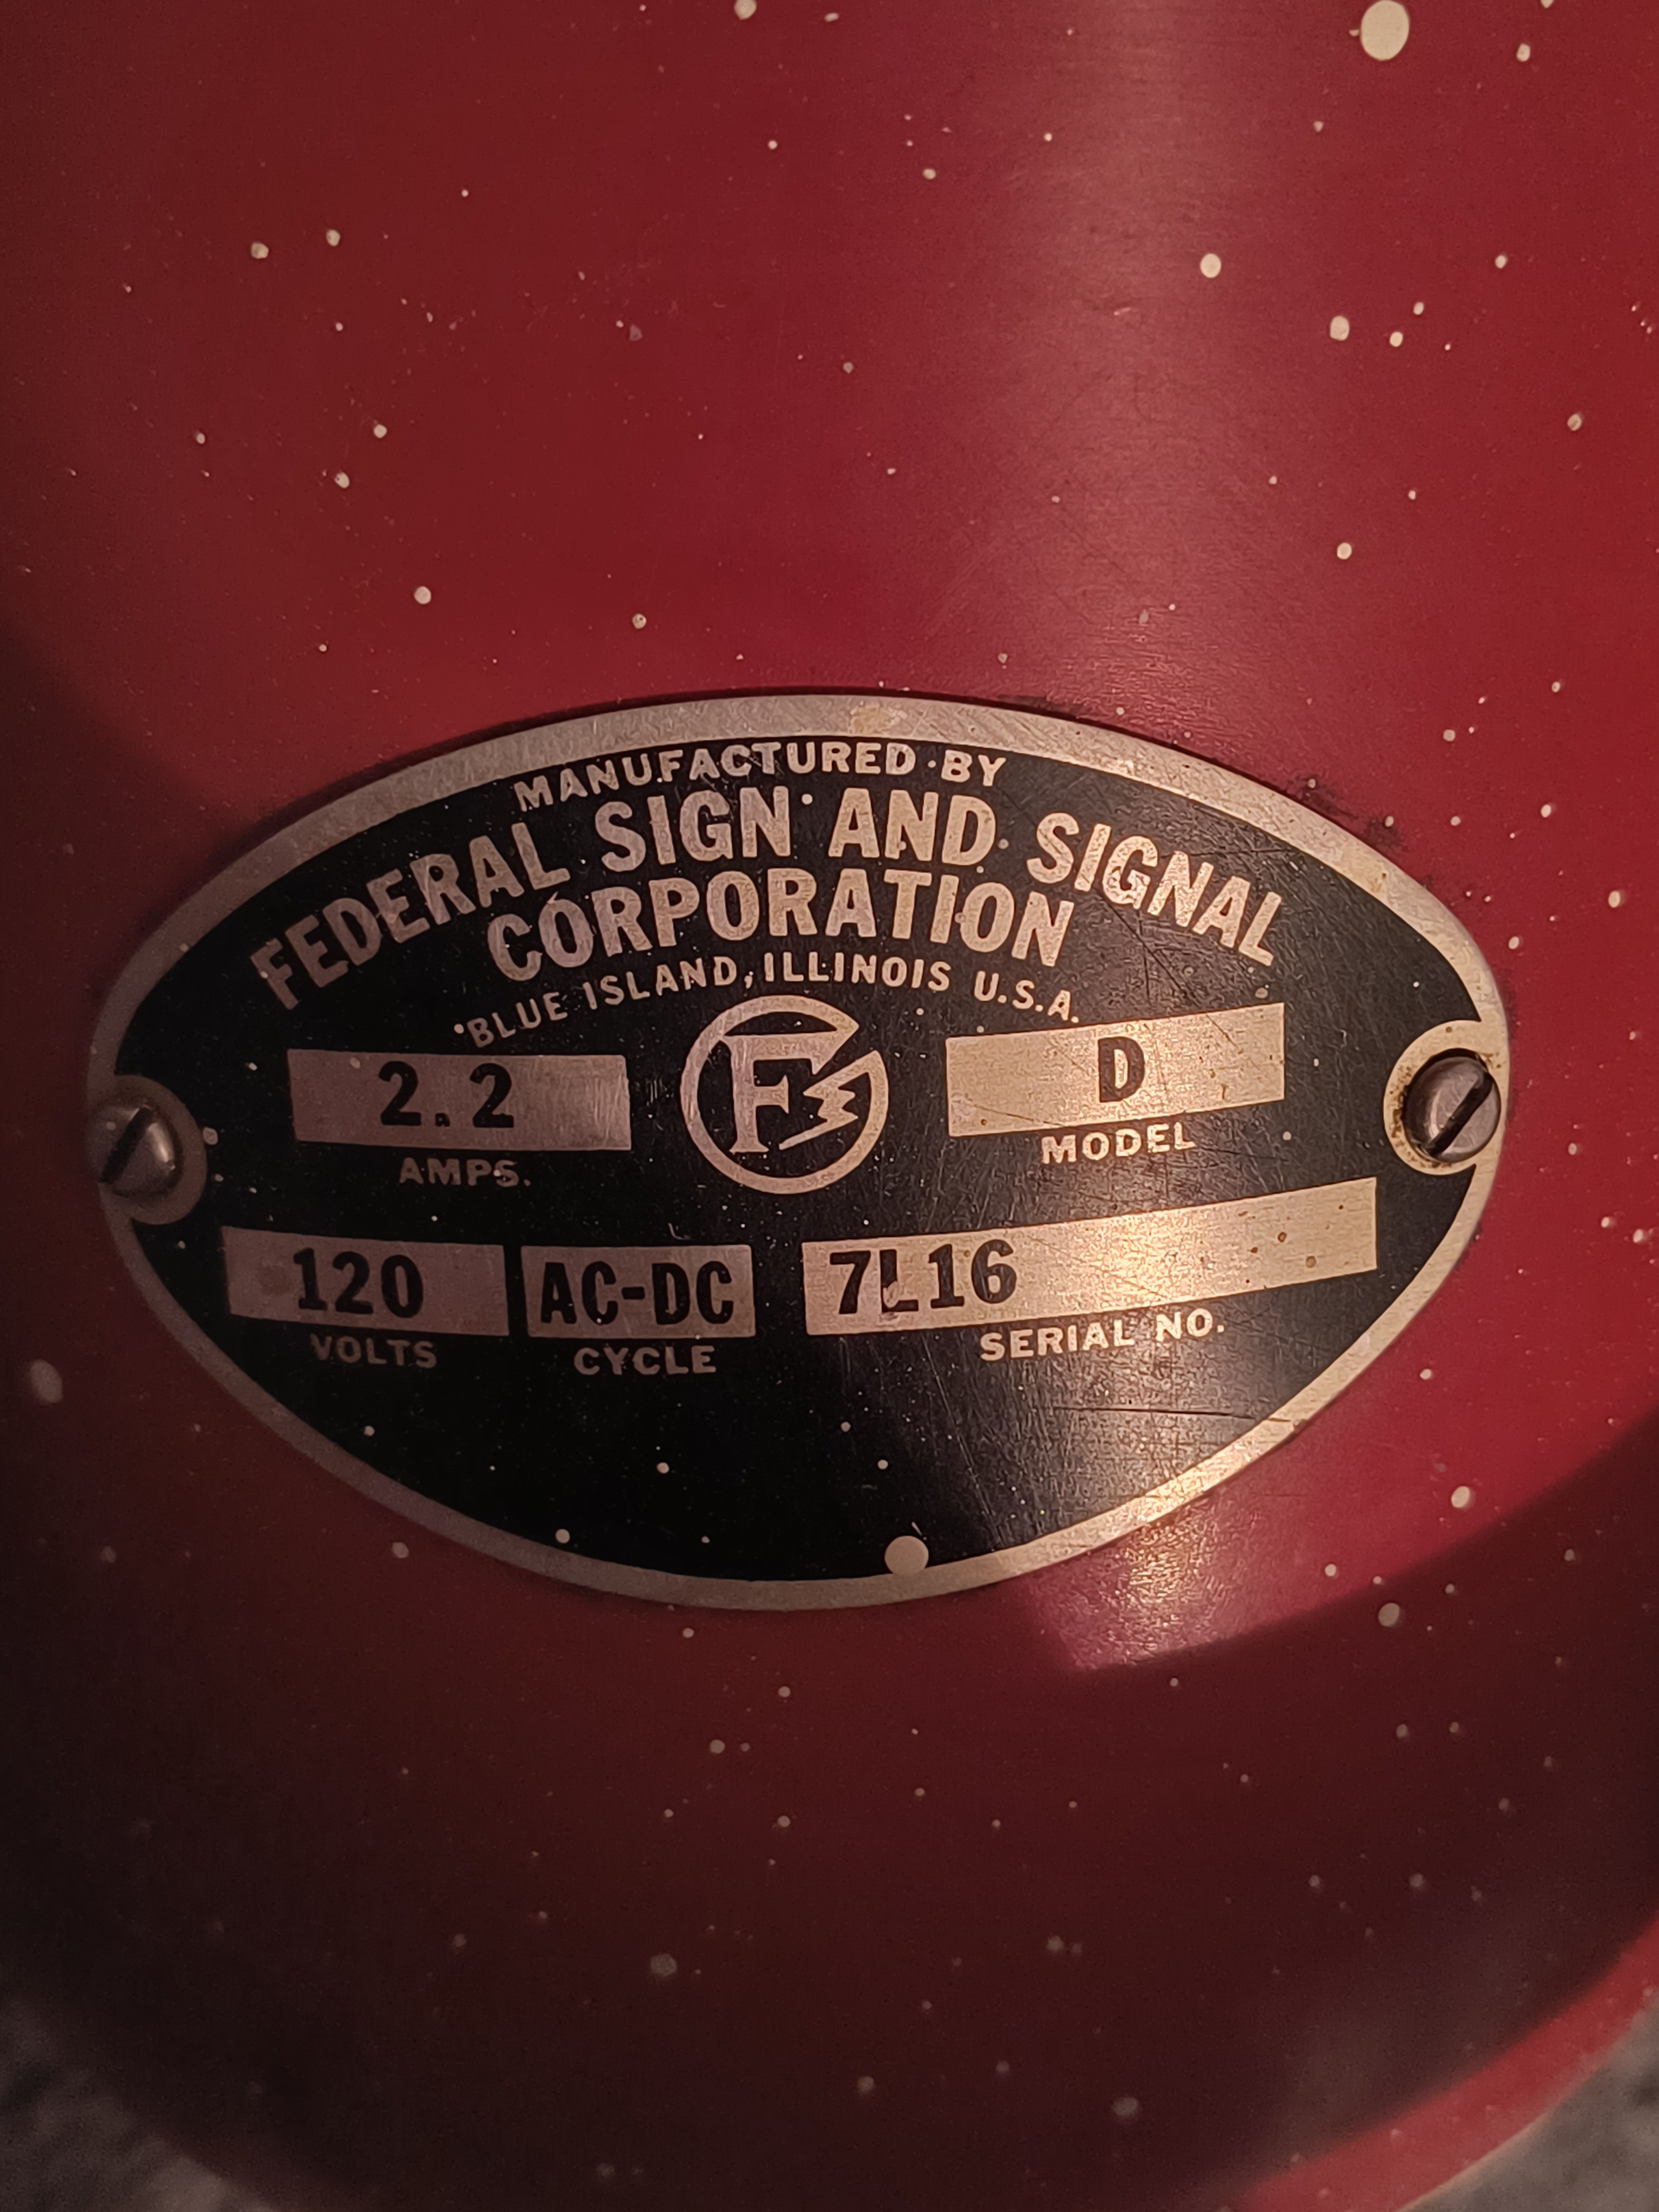 MANUFACTURED BY
FEDERAL SIGN AND SIGNAL
CORPORATION
BLUE ISLAND, ILLINOIS U.S.A.
2.2 F D
AMPS. MODEL
120 AC-DC 7L16
VOLTS CYCLE SERIAL NO.